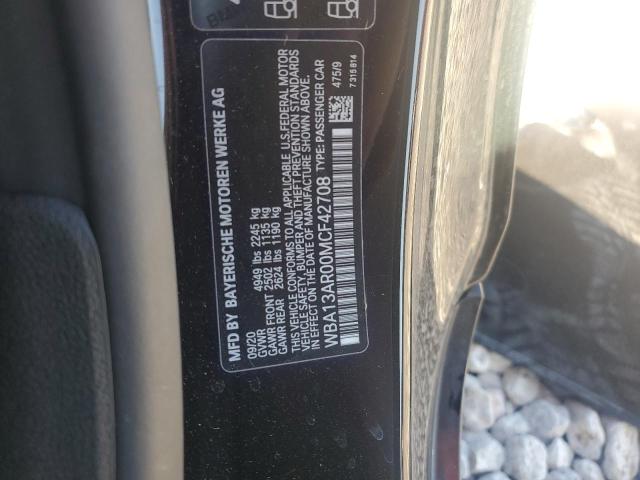 MFD BY BAYERISCHE MOTOREN WERKE AG
09/20
GVWR 4949 lbs 2245 kg
GAWR FRONT 2502 lbs 1135 kg
GAWR REAR 2624 lbs 1190 kg
THIS VEHICLE CONFORMS TO ALL APPLICABLE U.S.FEDERAL MOTOR
VEHICLE SAFETY, BUMPER AND THEFT PREVENTION STANDARDS
IN EFFECT ON THE DATE OF MANUFACTURE SHOWN ABOVE.
WBA13AR00MCF42708 TYPE: PASSENGER CAR
475/9
7315814